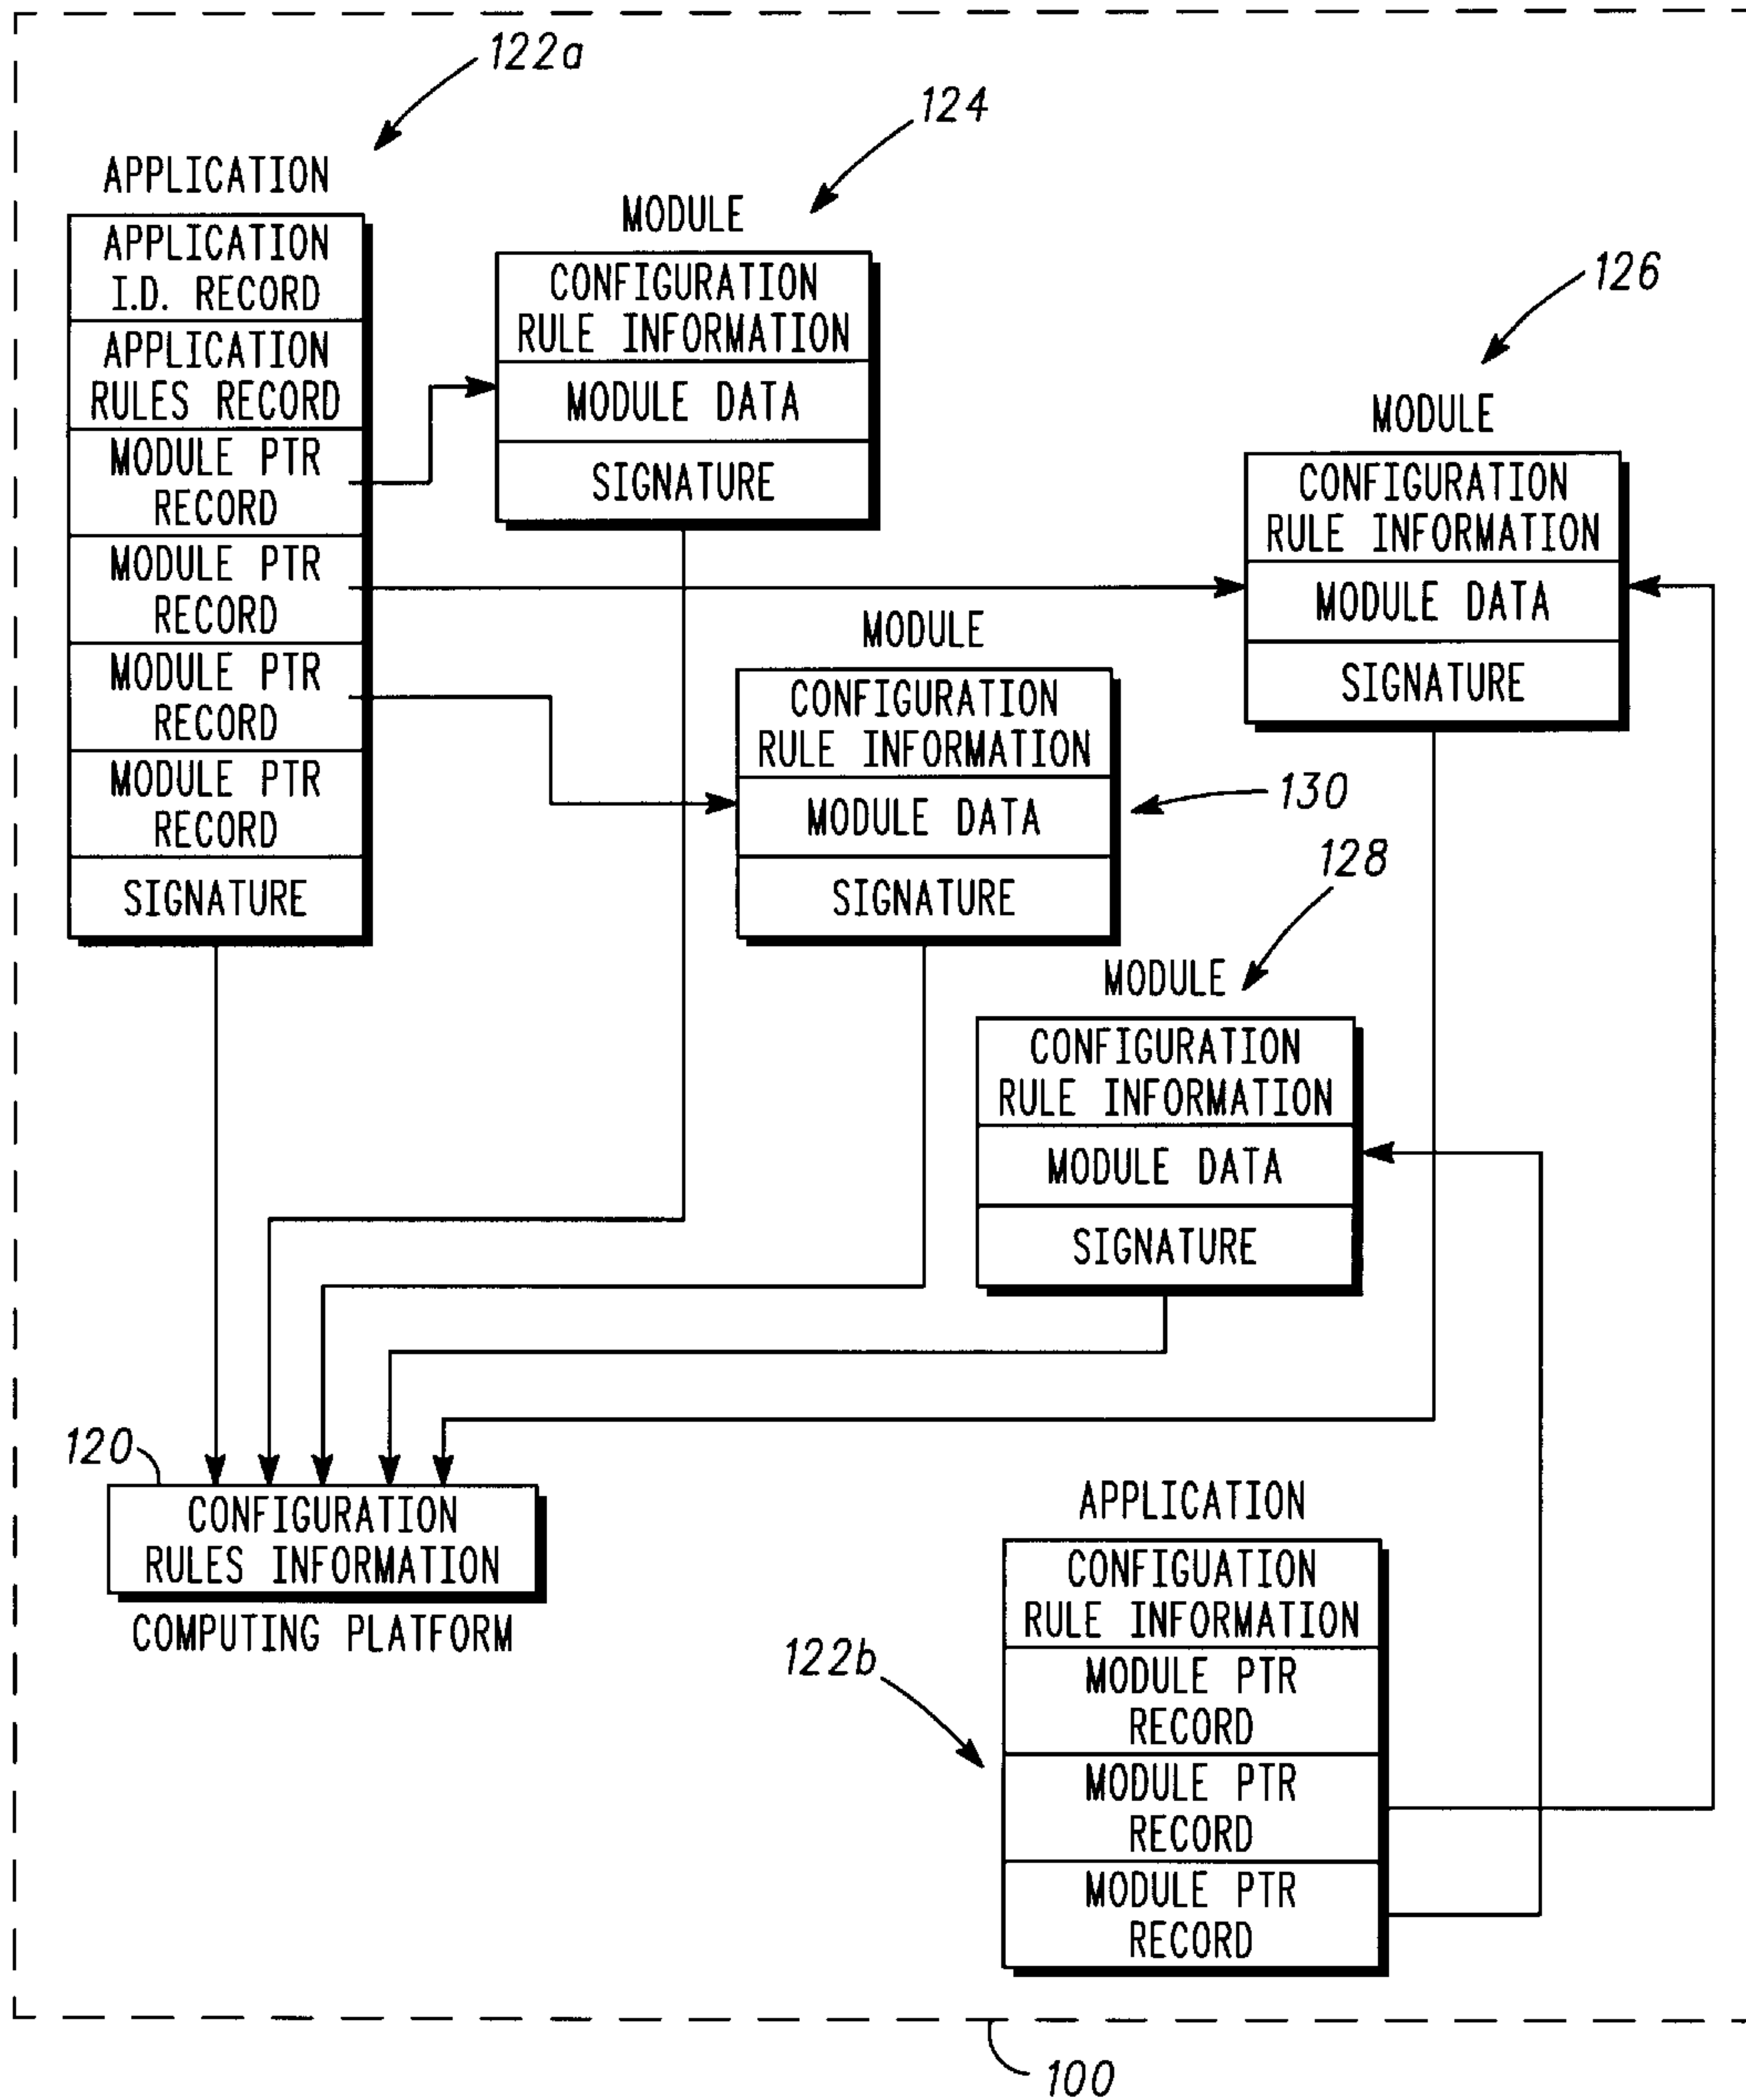 122a
APPLICATION
APPLICATION
I.D. RECORD
APPLICATION
RULES RECORD
MODULE PTR
RECORD
MODULE PTR
RECORD
MODULE PTR
RECORD
MODULE PTR
RECORD
SIGNATURE
124
MODULE
CONFIGURATION
RULE INFORMATION
MODULE DATA
SIGNATURE
126
MODULE
CONFIGURATION
RULE INFORMATION
MODULE DATA
SIGNATURE
MODULE
CONFIGURATION
RULE INFORMATION
MODULE DATA
SIGNATURE
130
128
MODULE
CONFIGURATION
RULE INFORMATION
MODULE DATA
SIGNATURE
120
CONFIGURATION
RULES INFORMATION
COMPUTING PLATFORM
APPLICATION
CONFIGUATION
RULE INFORMATION
MODULE PTR
RECORD
MODULE PTR
RECORD
MODULE PTR
RECORD
122b
100